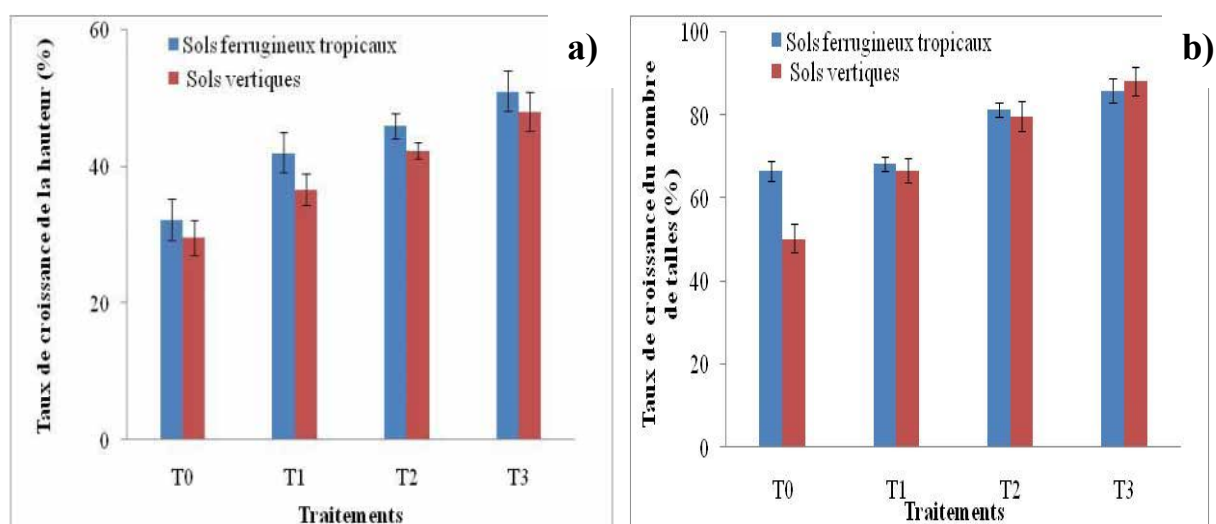 a)
Taux de croissance de la hauteur (%)
60
40
20
0
Sols ferrugineux tropicaux
Sols vertiques
T0 T1 T2 T3
Traitements
b)
Taux de croissance du nombre
de talles (%)
100
80
60
40
20
0
Sols ferrugineux tropicaux
Sols vertiques
T0 T1 T2 T3
Traitements